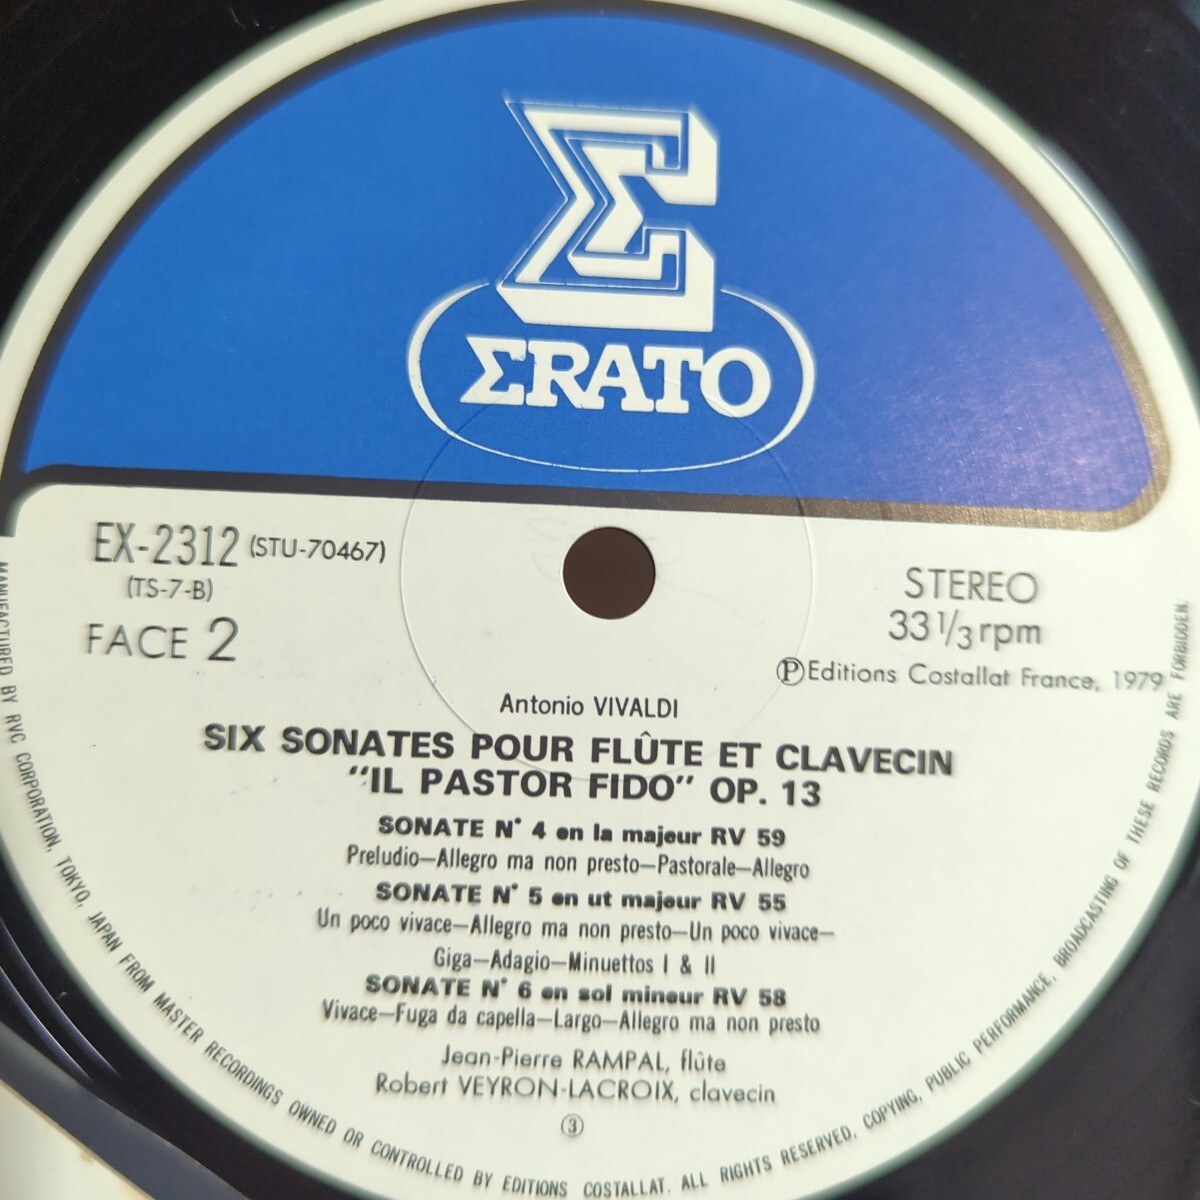 Σ
ΣRATO
EX-2312 (STU-70467)
(TS-7-B)
FACE 2
STEREO
33 1/3 rpm
Ⓟ Editions Costallat France, 1979
Antonio VIVALDI
SIX SONATES POUR FLÛTE ET CLAVECIN
"IL PASTOR FIDO" OP. 13
SONATE N° 4 en la majeur RV 59
Preludio—Allegro ma non presto—Pastorale—Allegro
SONATE N° 5 en ut majeur RV 55
Un poco vivace—Allegro ma non presto—Un poco vivace—
Giga—Adagio—Minuettos I & II
SONATE N° 6 en sol mineur RV 58
Vivace—Fuga da capella—Largo—Allegro ma non presto
Jean-Pierre RAMPAL, flûte
Robert VEYRON-LACROIX, clavecin
③
MANUFACTURED BY RVC CORPORATION, TOKYO, JAPAN FROM MASTER RECORDINGS OWNED OR CONTROLLED BY EDITIONS COSTALLAT. ALL RIGHTS RESERVED, COPYING, PUBLIC PERFORMANCE, BROADCASTING OF THESE RECORDS ARE FORBIDDEN.